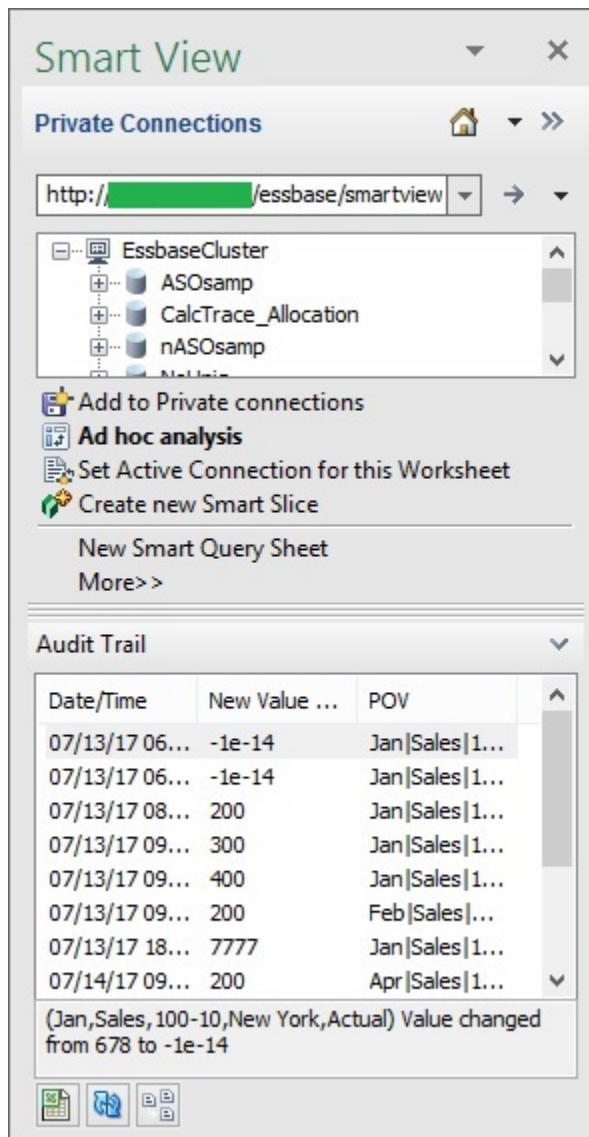 Smart View
Private Connections
http:// /essbase/smartview
EssbaseCluster
ASOsamp
CalcTrace_Allocation
nASOsamp
Add to Private connections
Ad hoc analysis
Set Active Connection for this Worksheet
Create new Smart Slice
New Smart Query Sheet
More>>
Audit Trail
Date/Time New Value ... POV
07/13/17 06... -1e-14 Jan|Sales|1...
07/13/17 06... -1e-14 Jan|Sales|1...
07/13/17 08... 200 Jan|Sales|1...
07/13/17 09... 300 Jan|Sales|1...
07/13/17 09... 400 Jan|Sales|1...
07/13/17 09... 200 Feb|Sales|...
07/13/17 18... 7777 Jan|Sales|1...
07/14/17 09... 200 Apr|Sales|1...
(Jan,Sales,100-10,New York,Actual) Value changed
from 678 to -1e-14